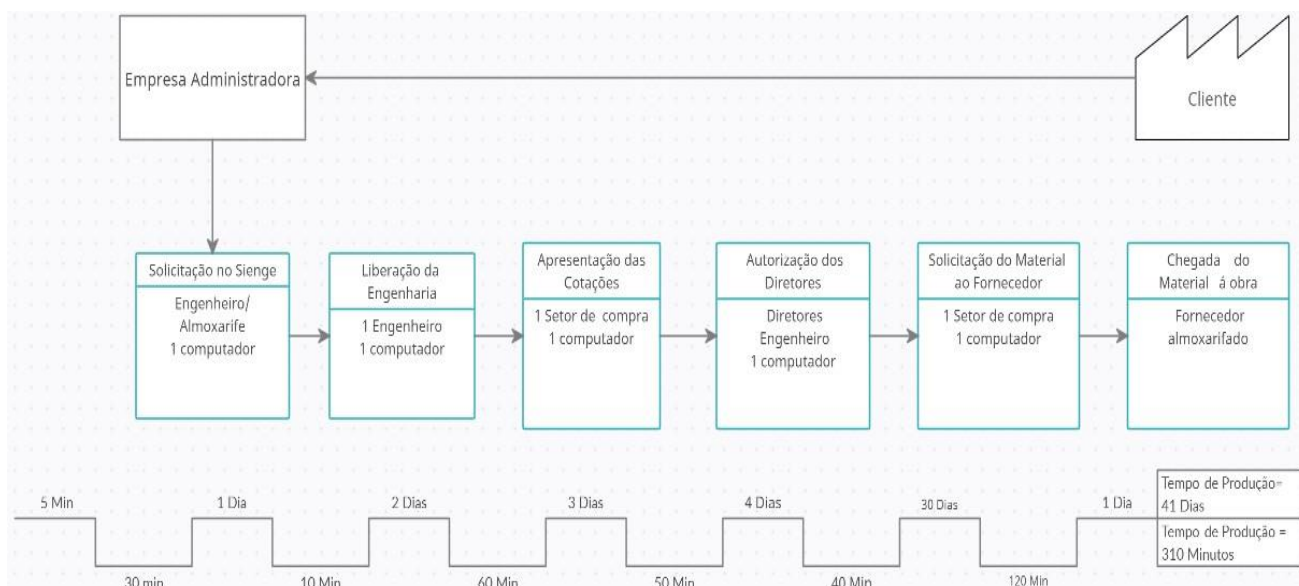 Empresa Administradora
Cliente
Solicitação no Sienge
Engenheiro/
Almoxarife
1 computador
Liberação da
Engenharia
1 Engenheiro
1 computador
Apresentação das
Cotações
1 Setor de compra
1 computador
Autorização dos
Diretores
Diretores
Engenheiro
1 computador
Solicitação do Material
ao Fornecedor
1 Setor de compra
1 computador
Chegada do
Material á obra
Fornecedor
almoxarifado
5 Min
1 Dia
2 Dias
3 Dias
4 Dias
30 Dias
1 Dia
Tempo de Produção=
41 Dias
Tempo de Produção =
310 Minutos
30 min
10 Min
60 Min
50 Min
40 Min
120 Min